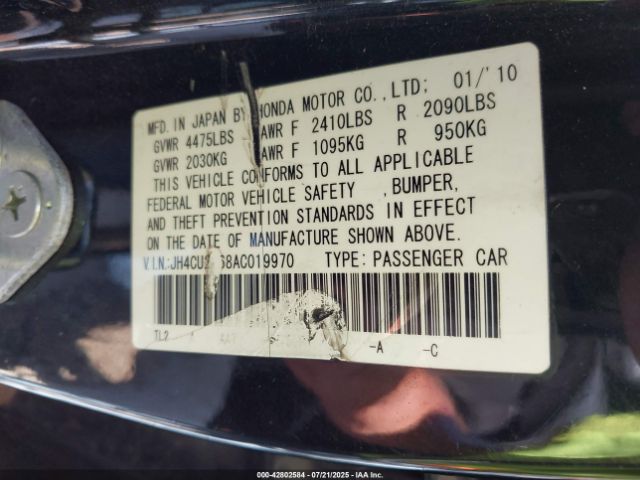 MFD. IN JAPAN BY HONDA MOTOR CO., LTD: 01/'10
GVWR 4475LBS GAWR F 2410LBS R 2090LBS
GVWR 2030KG GAWR F 1095KG R 950KG
THIS VEHICLE CONFORMS TO ALL APPLICABLE
FEDERAL MOTOR VEHICLE SAFETY ,BUMPER,
AND THEFT PREVENTION STANDARDS IN EFFECT
ON THE DATE OF MANUFACTURE SHOWN ABOVE.
V.I.N: 68AC019970 TYPE: PASSENGER CAR
TL2 -A -C
000-42802584 - 07/21/2025 - IAA Inc.